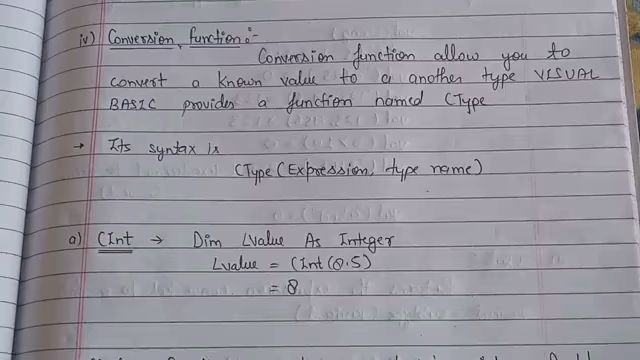 iv) Conversion function:-
Conversion function allow you to
convert a known value to a another type VISUAL
BASIC provides a function named CType
→ Its syntax is
CType (Expression, type name)
a) CInt → Dim Lvalue As Integer
Lvalue = CInt (8.5)
= 8